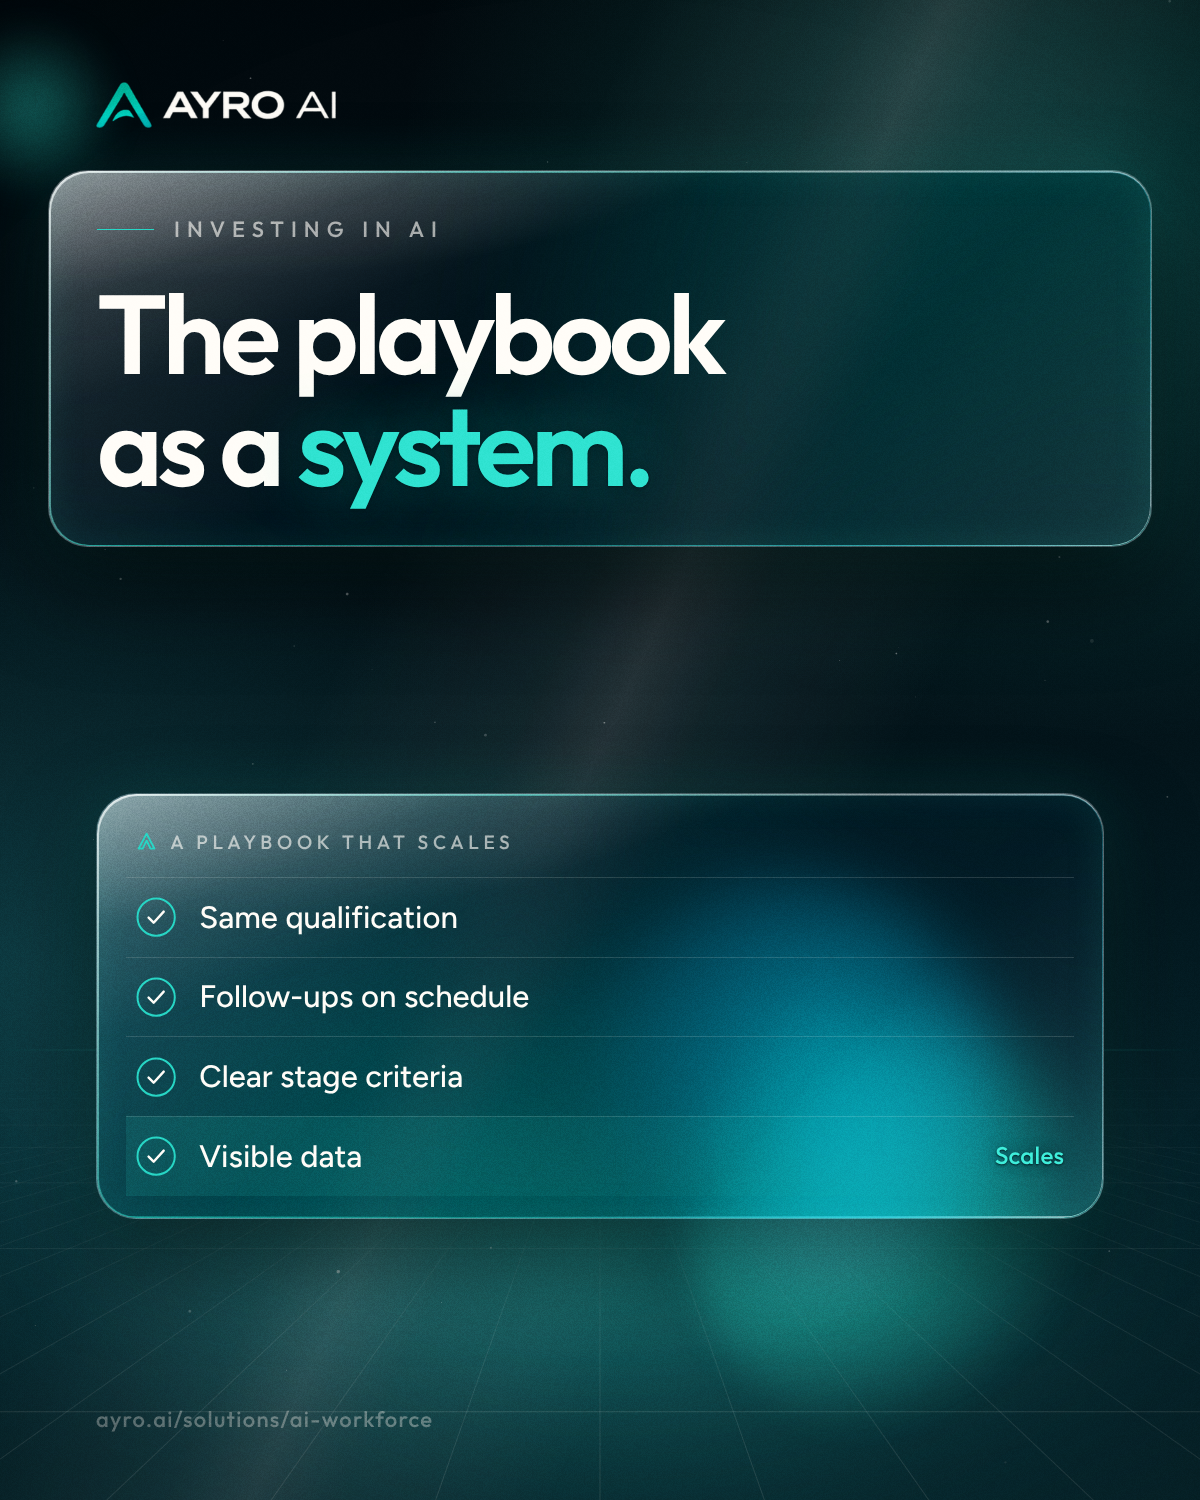 AYRO AI
INVESTING IN AI
The playbook
as a system.
A PLAYBOOK THAT SCALES
Same qualification
Follow-ups on schedule
Clear stage criteria
Visible data
Scales
ayro.ai/solutions/ai-workforce